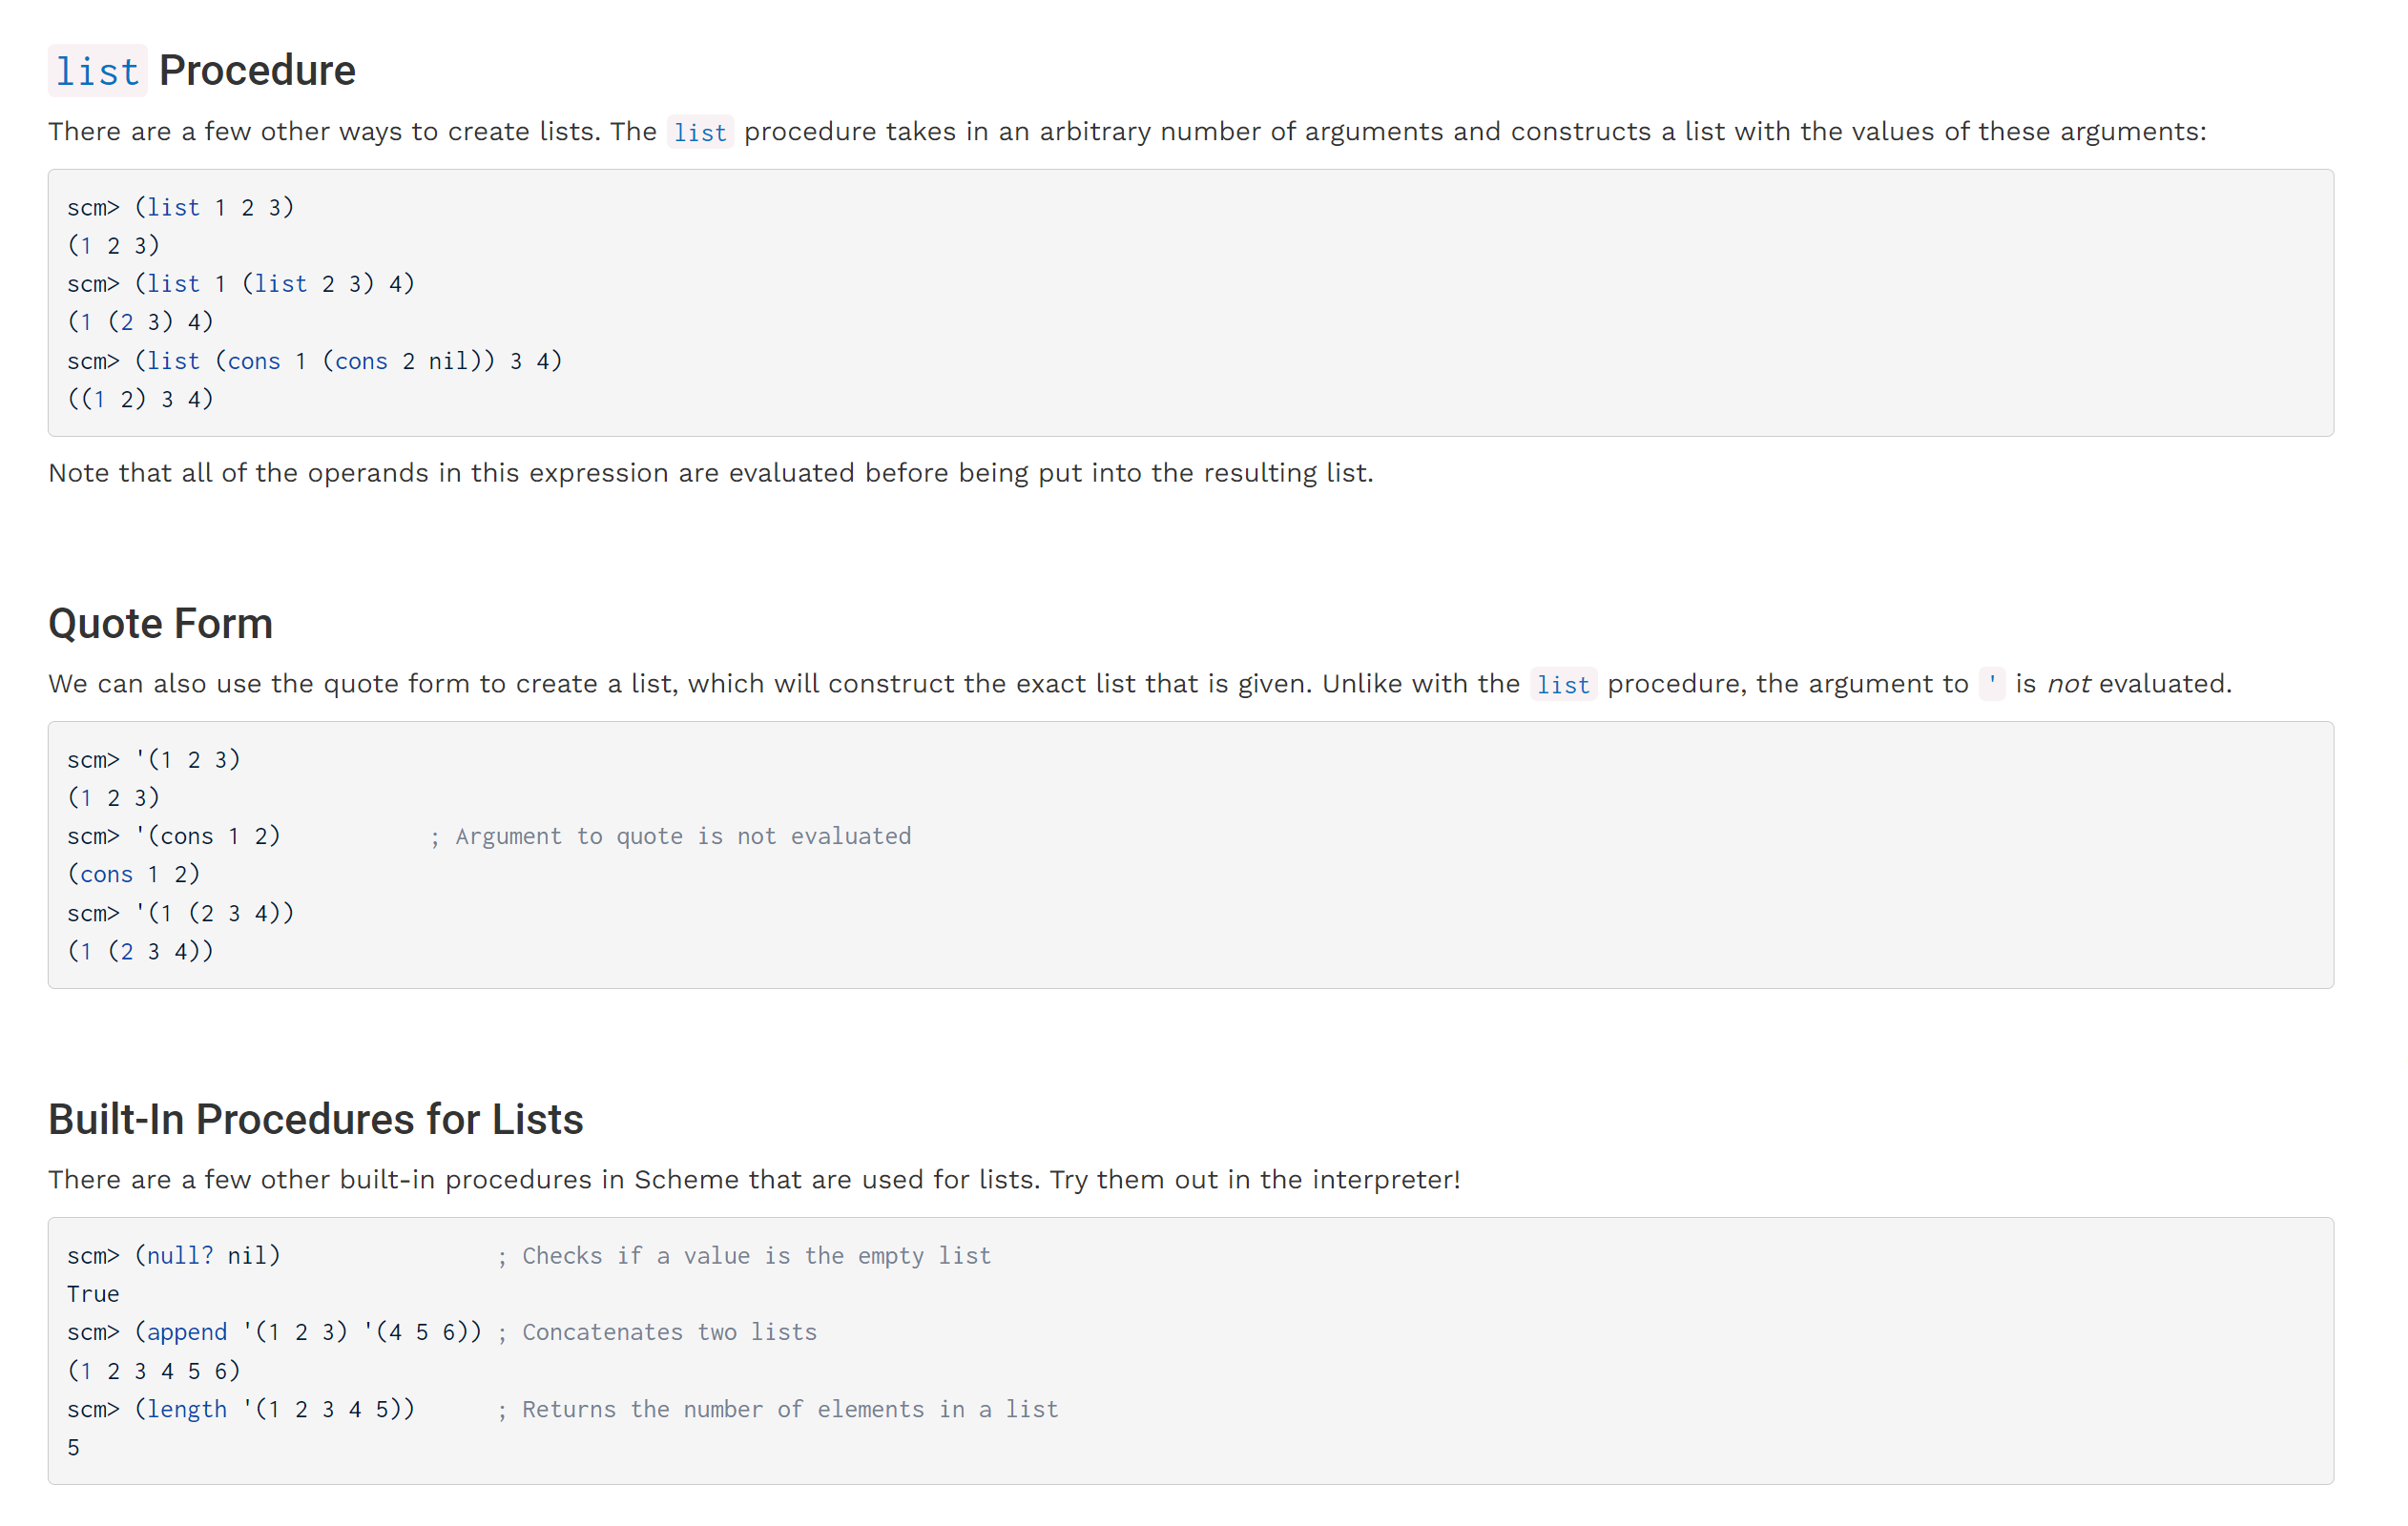 list Procedure
There are a few other ways to create lists. The list procedure takes in an arbitrary number of arguments and constructs a list with the values of these arguments:
scm> (list 1 2 3)
(1 2 3)
scm> (list 1 (list 2 3) 4)
(1 (2 3) 4)
scm> (list (cons 1 (cons 2 nil)) 3 4)
((1 2) 3 4)
Note that all of the operands in this expression are evaluated before being put into the resulting list.
Quote Form
We can also use the quote form to create a list, which will construct the exact list that is given. Unlike with the list procedure, the argument to ' is not evaluated.
scm> '(1 2 3)
(1 2 3)
scm> '(cons 1 2)           ; Argument to quote is not evaluated
(cons 1 2)
scm> '(1 (2 3 4))
(1 (2 3 4))
Built-In Procedures for Lists
There are a few other built-in procedures in Scheme that are used for lists. Try them out in the interpreter!
scm> (null? nil)                ; Checks if a value is the empty list
True
scm> (append '(1 2 3) '(4 5 6)) ; Concatenates two lists
(1 2 3 4 5 6)
scm> (length '(1 2 3 4 5))      ; Returns the number of elements in a list
5